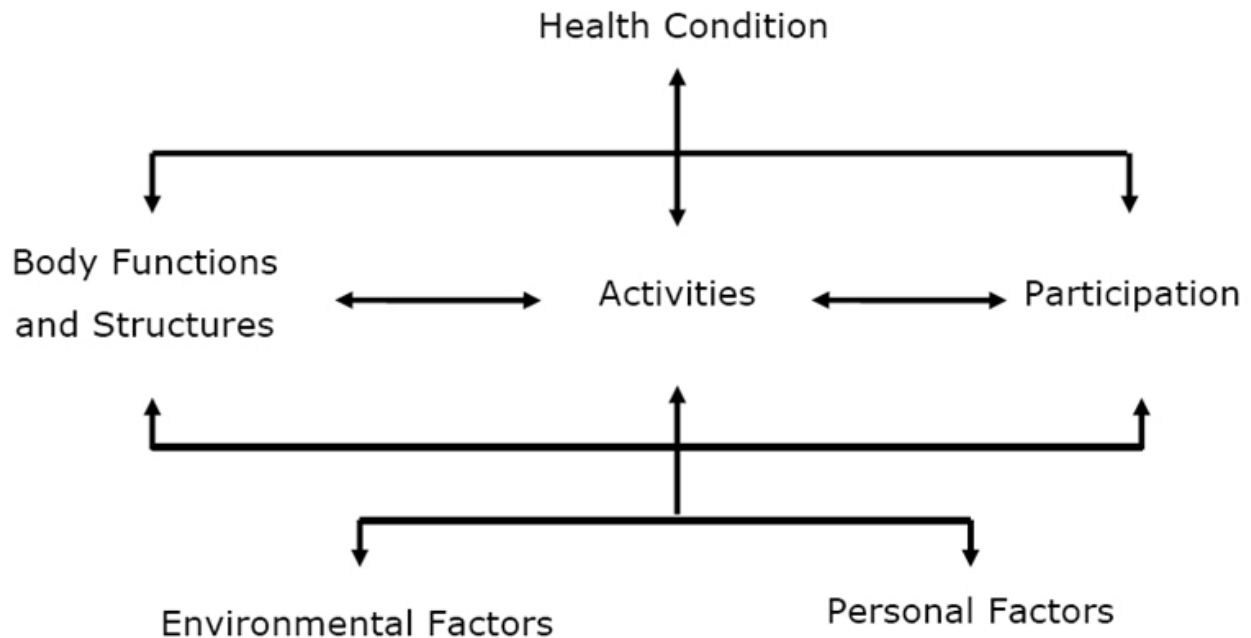 Health Condition
Body Functions
and Structures
Activities
Participation
Environmental Factors
Personal Factors